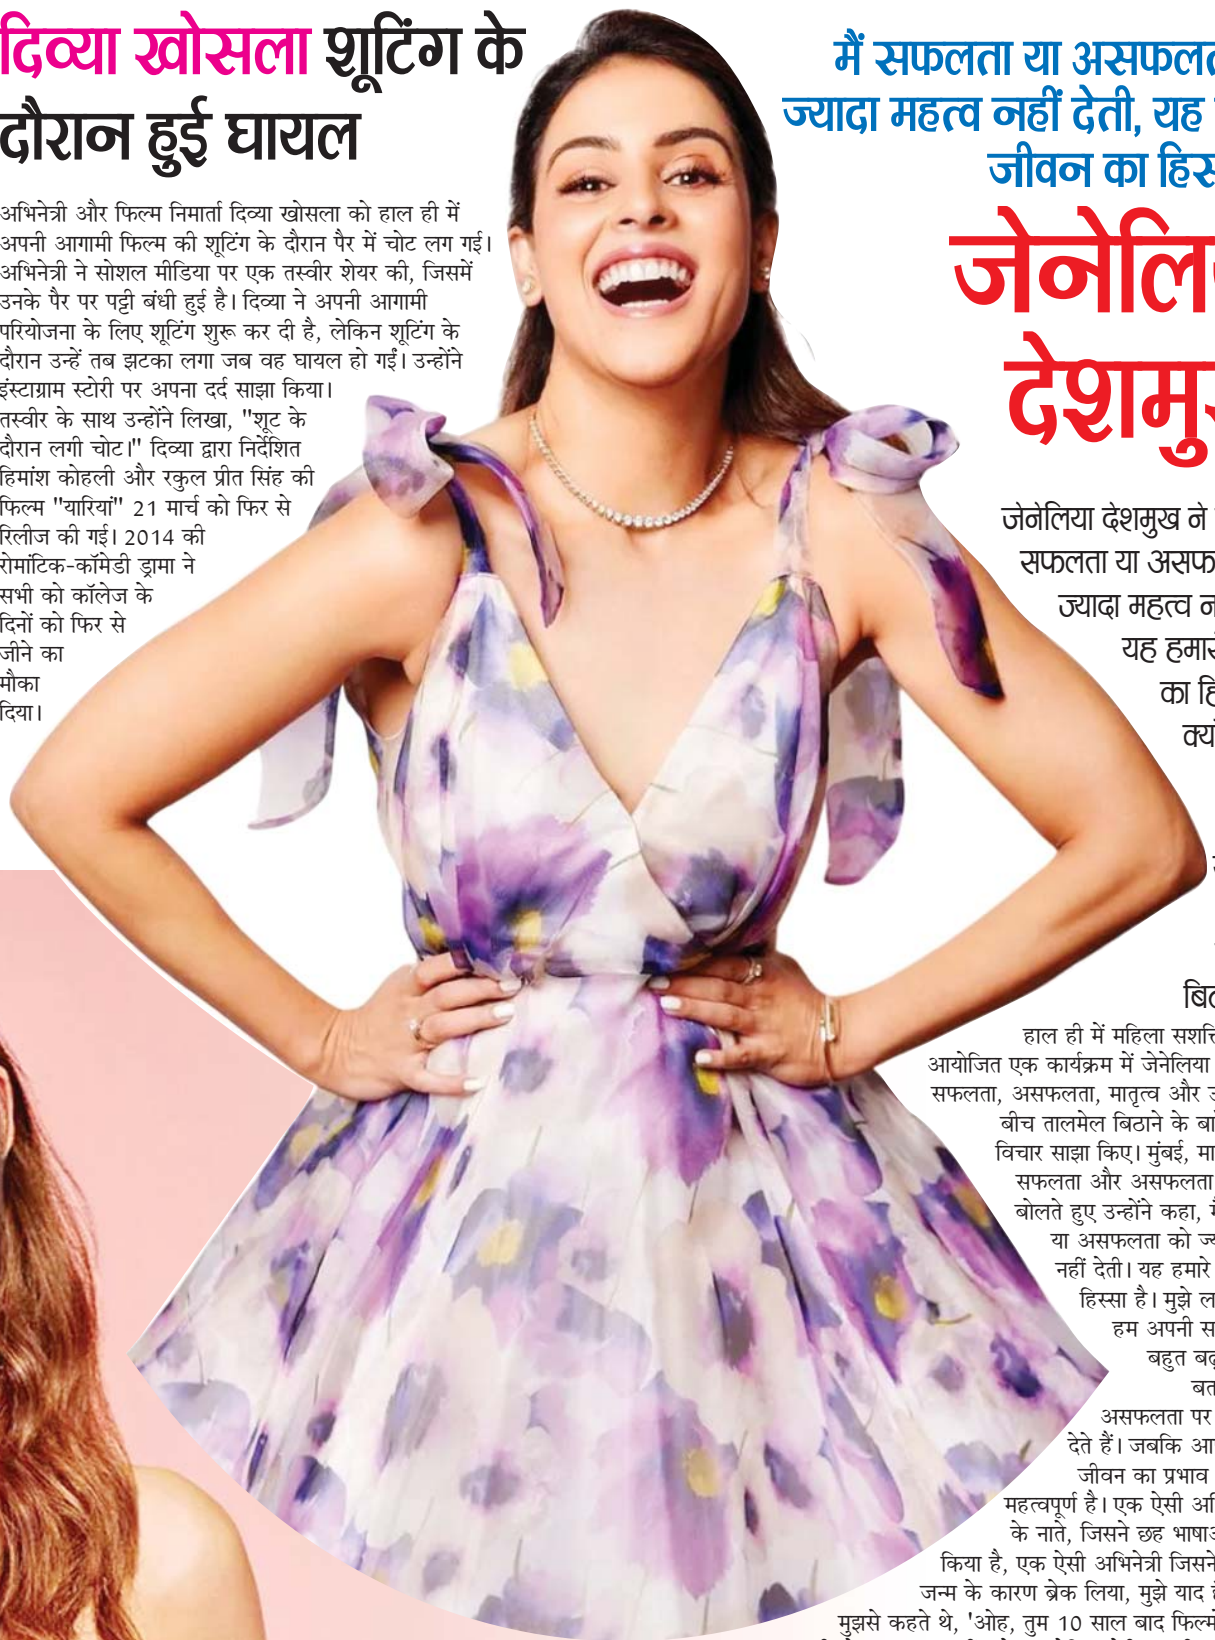 दिव्या खोसला शूटिंग के
दौरान हुई घायल
अभिनेत्री और फिल्म निमार्ता दिव्या खोसला को हाल ही में
अपनी आगामी फिल्म की शूटिंग के दौरान पैर में चोट लग गई।
अभिनेत्री ने सोशल मीडिया पर एक तस्वीर शेयर की, जिसमें
उनके पैर पर पट्टी बंधी हुई है। दिव्या ने अपनी आगामी
परियोजना के लिए शूटिंग शुरू कर दी है, लेकिन शूटिंग के
दौरान उन्हें तब झटका लगा जब वह घायल हो गईं। उन्होंने
इंस्टाग्राम स्टोरी पर अपना दर्द साझा किया।
तस्वीर के साथ उन्होंने लिखा, "शूट के
दौरान लगी चोट।" दिव्या द्वारा निर्देशित
हिमांश कोहली और रकुल प्रीत सिंह की
फिल्म "यारियां" 21 मार्च को फिर से
रिलीज की गई। 2014 की
रोमांटिक-कॉमेडी ड्रामा ने
सभी को कॉलेज के
दिनों को फिर से
जीने का
मौका
दिया।
मैं सफलता या
ज्यादा महत्व नहीं देती, यह
जीवन का
जेनेलिया देशमुख ने
सफलता या
ज्यादा महत्व
यह
का
हाल ही में महिला
आयोजित एक कार्यक्रम में जेनेलिया
सफलता, असफलता, मातृत्व और
बीच तालमेल बिठाने के
विचार साझा किए। मुंबई,
सफलता और असफलता
बोलते हुए उन्होंने कहा,
या असफलता को
नहीं देती। यह हमारे
हिस्सा है। मुझे
हम अपनी
बहुत
असफलता पर
देते हैं। जबकि
जीवन का प्रभाव
महत्वपूर्ण है। एक ऐसी
के नाते, जिसने छह
किया है, एक ऐसी अभिनेत्री जिसने
जन्म के कारण ब्रेक लिया, मुझे याद
मुझसे कहते थे, 'ओह, तुम 10 साल बाद